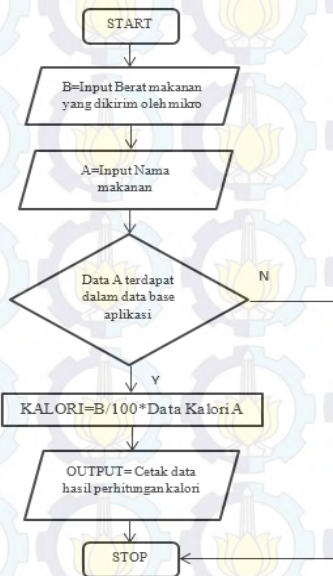 START
B=Input Berat makanan
yang dikirim oleh mikro
A=Input Nama
makanan
Data A terdapat
dalam data base
aplikasi
N
Y
KALORI=B/100*Data Kalori A
OUTPUT= Cetak data
hasil perhitungan kalori
STOP